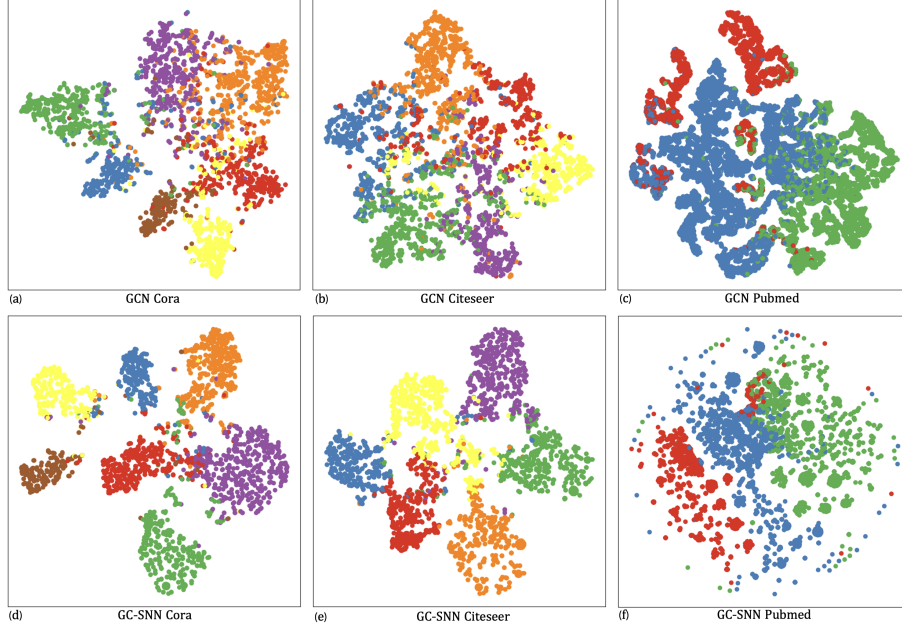 (a) GCN Cora
(b) GCN Citeseer
(c) GCN Pubmed
(d) GC-SNN Cora
(e) GC-SNN Citeseer
(f) GC-SNN Pubmed